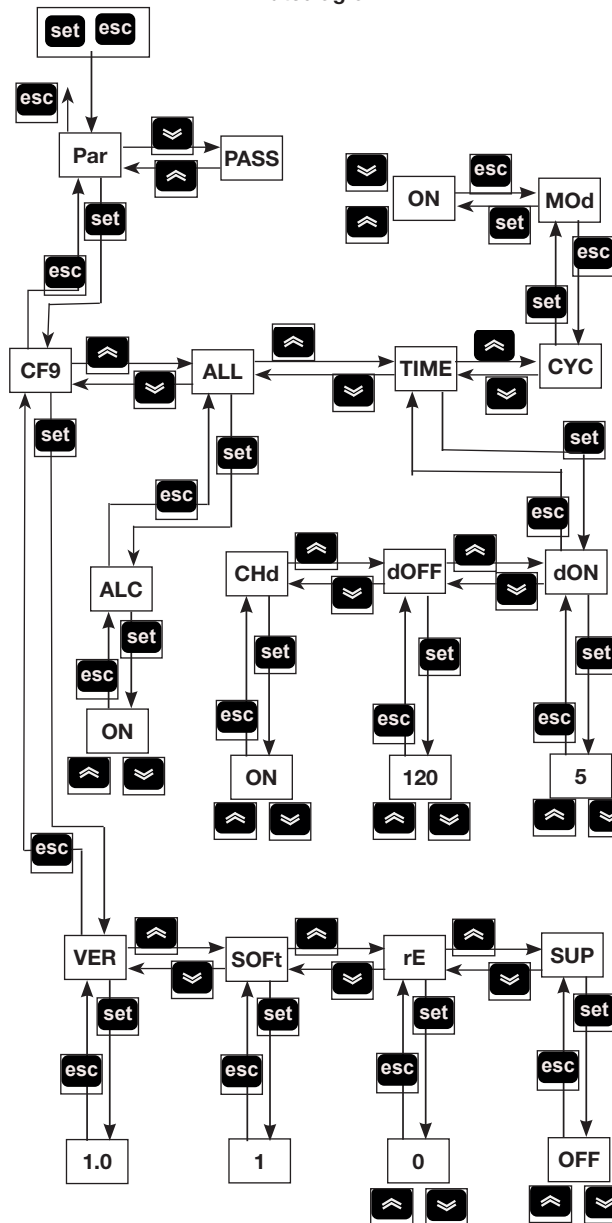 set esc
esc
Par
PASS
set
esc
ON
esc
set
MOd
esc
set
CF9
ALL
TIME
CYC
set
set
set
esc
esc
ALC
CHd
dOFF
dON
set
set
set
set
esc
esc
esc
esc
ON
ON
120
5
esc
VER
SOFt
rE
SUP
set
set
set
set
esc
esc
esc
esc
1.0
1
0
OFF